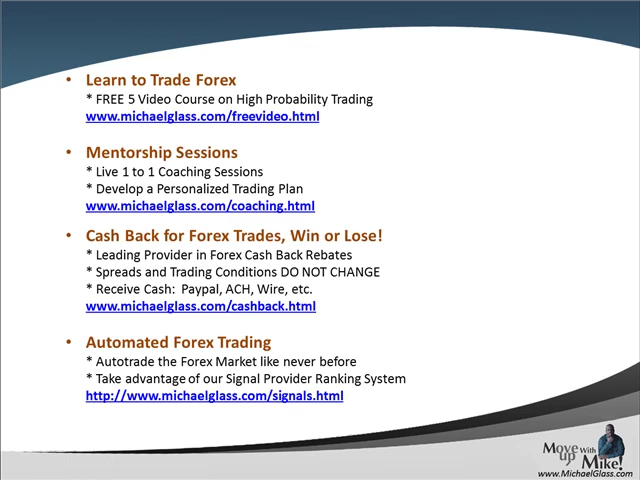 • Learn to Trade Forex
* FREE 5 Video Course on High Probability Trading
www.michaelglass.com/freevideo.html
• Mentorship Sessions
* Live 1 to 1 Coaching Sessions
* Develop a Personalized Trading Plan
www.michaelglass.com/coaching.html
• Cash Back for Forex Trades, Win or Lose!
* Leading Provider in Forex Cash Back Rebates
* Spreads and Trading Conditions DO NOT CHANGE
* Receive Cash: Paypal, ACH, Wire, etc.
www.michaelglass.com/cashback.html
• Automated Forex Trading
* Autotrade the Forex Market like never before
* Take advantage of our Signal Provider Ranking System
http://www.michaelglass.com/signals.html
Move up With Mike!
www.MichaelGlass.com